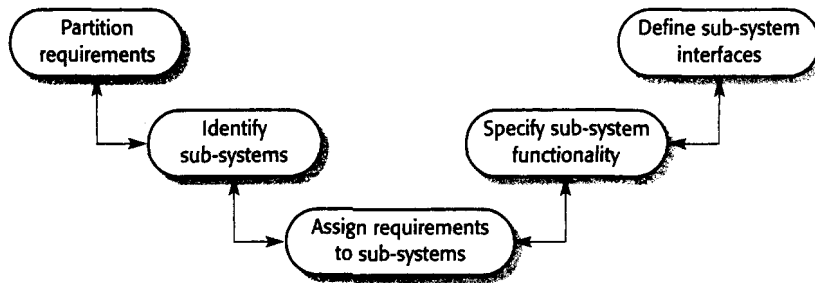 Partition
requirements
Identify
sub-systems
Assign requirements
to sub-systems
Specify sub-system
functionality
Define sub-system
interfaces